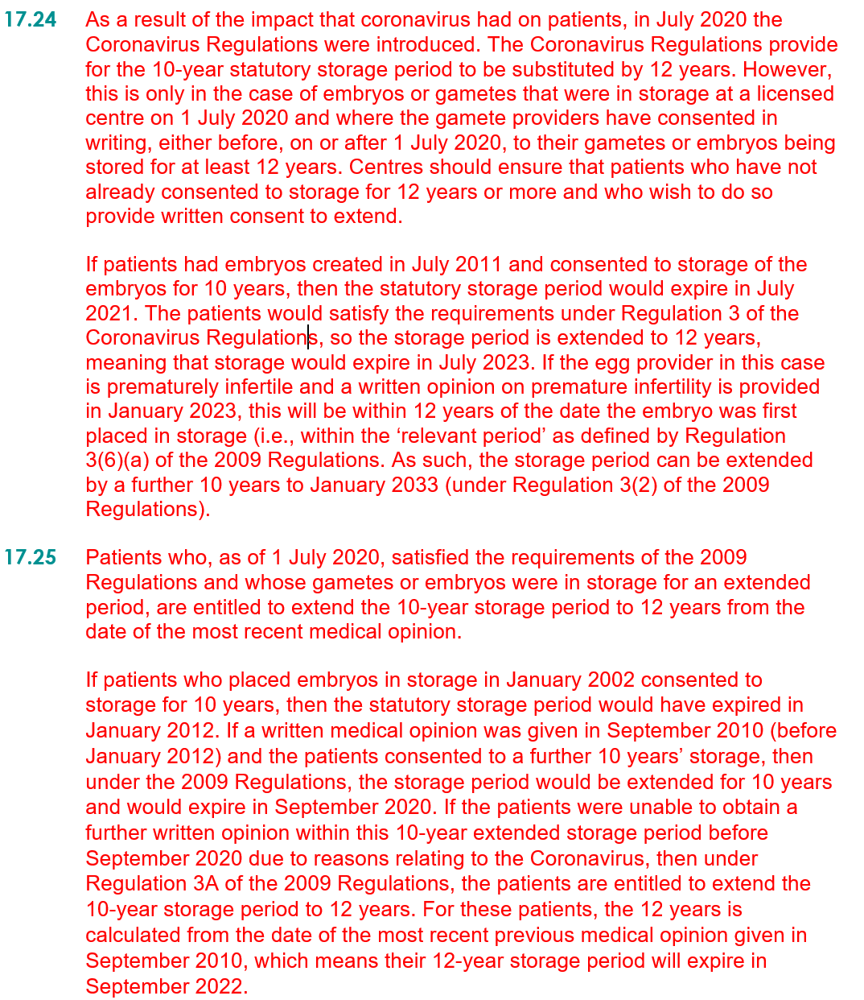 17.24 As a result of the impact that coronavirus had on patients, in July 2020 the
Coronavirus Regulations were introduced. The Coronavirus Regulations provide
for the 10-year statutory storage period to be substituted by 12 years. However,
this is only in the case of embryos or gametes that were in storage at a licensed
centre on 1 July 2020 and where the gamete providers have consented in
writing, either before, on or after 1 July 2020, to their gametes or embryos being
stored for at least 12 years. Centres should ensure that patients who have not
already consented to storage for 12 years or more and who wish to do so
provide written consent to extend.
If patients had embryos created in July 2011 and consented to storage of the
embryos for 10 years, then the statutory storage period would expire in July
2021. The patients would satisfy the requirements under Regulation 3 of the
Coronavirus Regulations, so the storage period is extended to 12 years,
meaning that storage would expire in July 2023. If the egg provider in this case
is prematurely infertile and a written opinion on premature infertility is provided
in January 2023, this will be within 12 years of the date the embryo was first
placed in storage (i.e., within the ‘relevant period’ as defined by Regulation
3(6)(a) of the 2009 Regulations. As such, the storage period can be extended
by a further 10 years to January 2033 (under Regulation 3(2) of the 2009
Regulations).
17.25 Patients who, as of 1 July 2020, satisfied the requirements of the 2009
Regulations and whose gametes or embryos were in storage for an extended
period, are entitled to extend the 10-year storage period to 12 years from the
date of the most recent medical opinion.
If patients who placed embryos in storage in January 2002 consented to
storage for 10 years, then the statutory storage period would have expired in
January 2012. If a written medical opinion was given in September 2010 (before
January 2012) and the patients consented to a further 10 years’ storage, then
under the 2009 Regulations, the storage period would be extended for 10 years
and would expire in September 2020. If the patients were unable to obtain a
further written opinion within this 10-year extended storage period before
September 2020 due to reasons relating to the Coronavirus, then under
Regulation 3A of the 2009 Regulations, the patients are entitled to extend the
10-year storage period to 12 years. For these patients, the 12 years is
calculated from the date of the most recent previous medical opinion given in
September 2010, which means their 12-year storage period will expire in
September 2022.